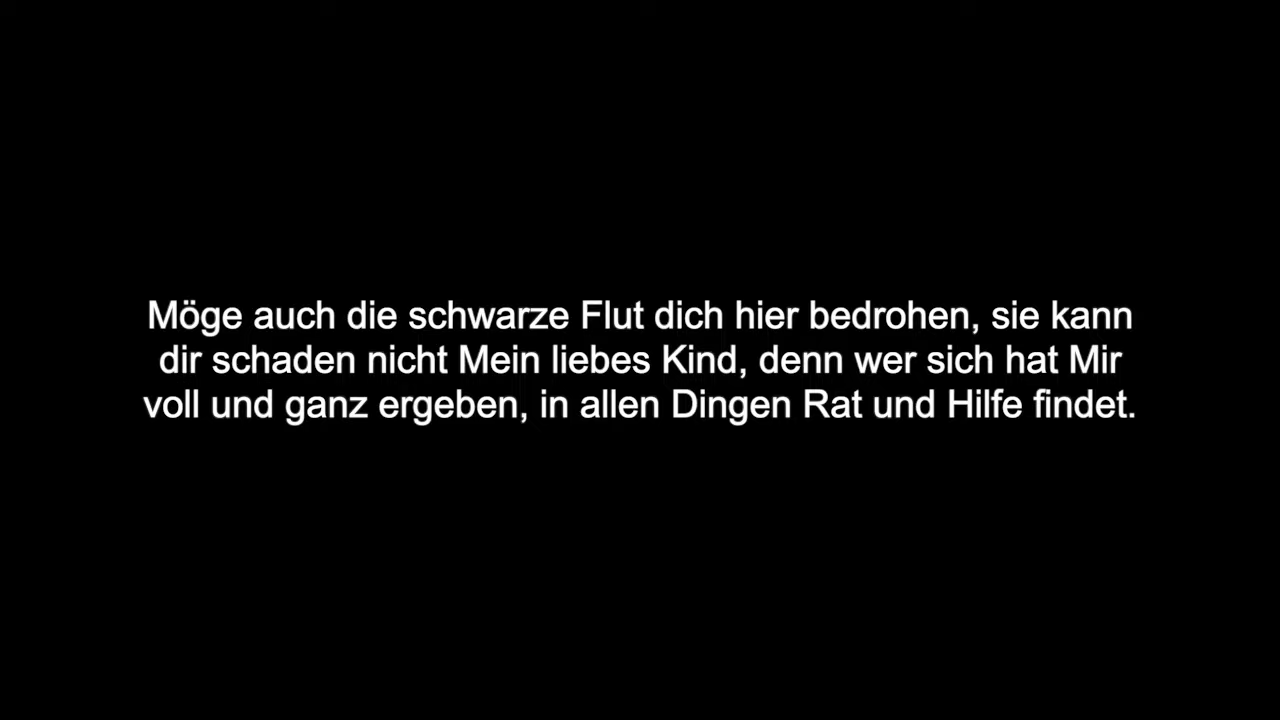 Möge auch die schwarze Flut dich hier bedrohen, sie kann
dir schaden nicht Mein liebes Kind, denn wer sich hat Mir
voll und ganz ergeben, in allen Dingen Rat und Hilfe findet.